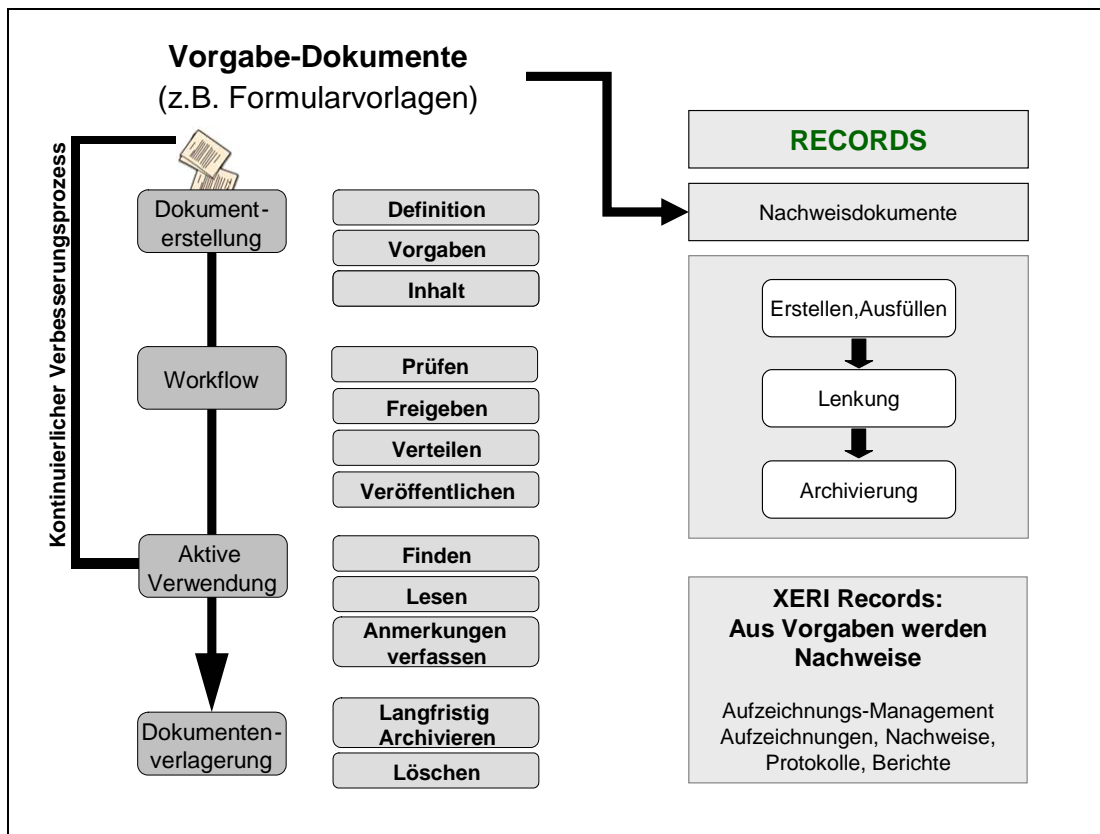 Vorgabe-Dokumente
(z.B. Formularvorlagen)
Kontinuierlicher Verbesserungsprozess
Dokument-
erstellung
Definition
Vorgaben
Inhalt
Workflow
Prüfen
Freigeben
Verteilen
Veröffentlichen
Aktive
Verwendung
Finden
Lesen
Anmerkungen
verfassen
Dokumenten-
verlagerung
Langfristig
Archivieren
Löschen
RECORDS
Nachweisdokumente
Erstellen,Ausfüllen
Lenkung
Archivierung
XERI Records:
Aus Vorgaben werden
Nachweise
Aufzeichnungs-Management
Aufzeichnungen, Nachweise,
Protokolle, Berichte